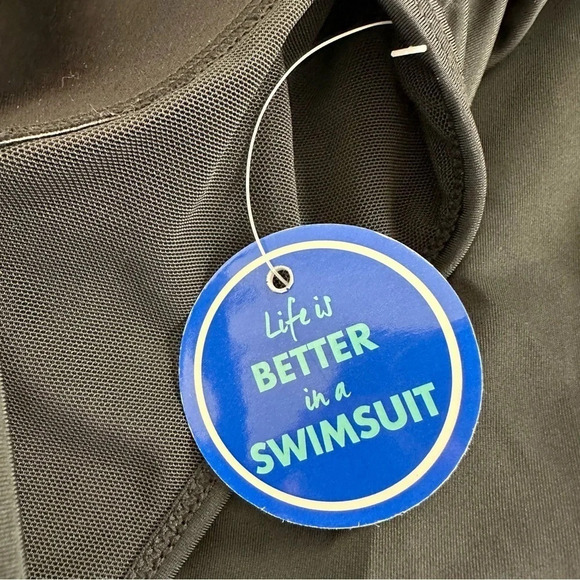 Life is
BETTER
in a
SWIMSUIT